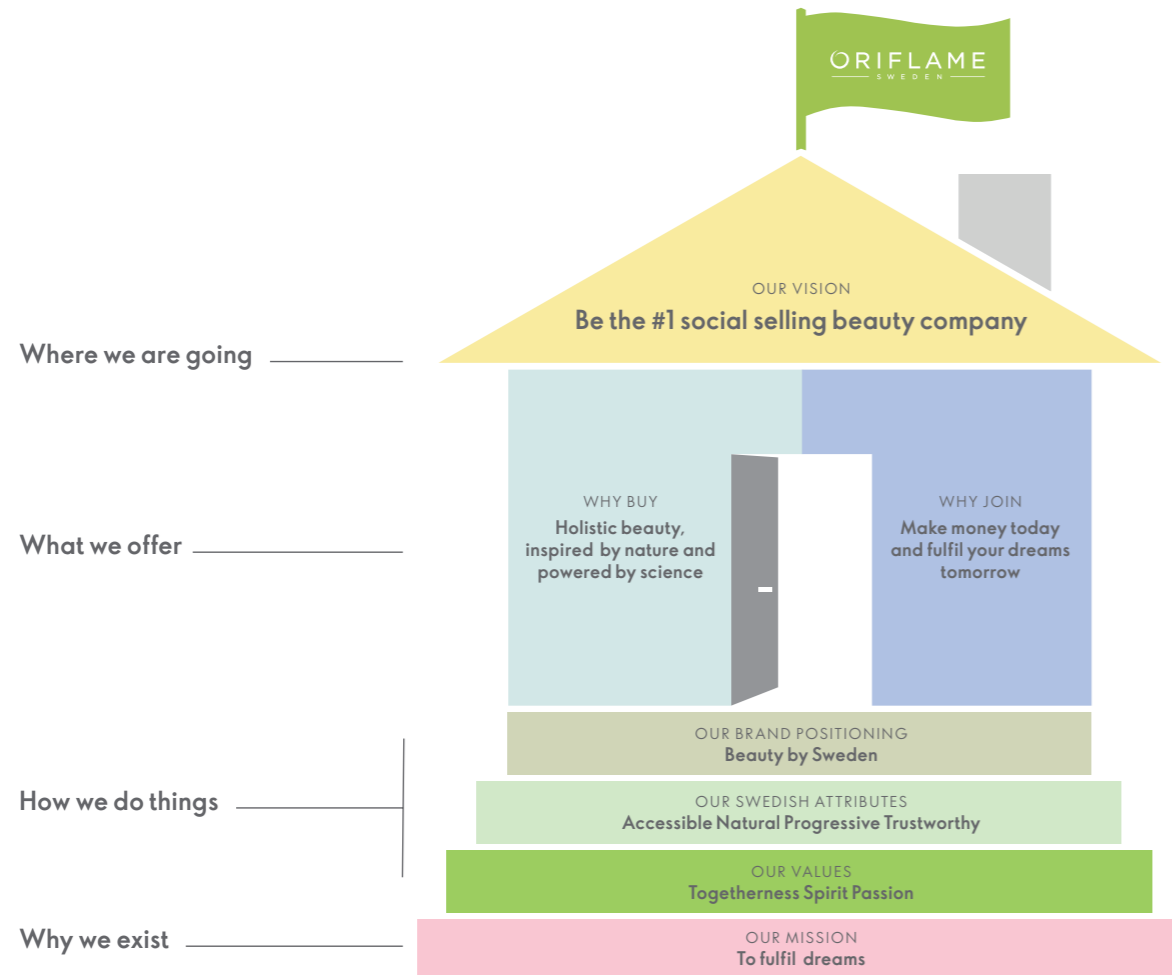 ORIFLAME
SWEDEN
OUR VISION
Be the #1 social selling beauty company
Where we are going
What we offer
WHY BUY
Holistic beauty,
inspired by nature and
powered by science
WHY JOIN
Make money today
and fulfil your dreams
tomorrow
How we do things
OUR BRAND POSITIONING
Beauty by Sweden
OUR SWEDISH ATTRIBUTES
Accessible Natural Progressive Trustworthy
OUR VALUES
Togetherness Spirit Passion
Why we exist
OUR MISSION
To fulfil dreams